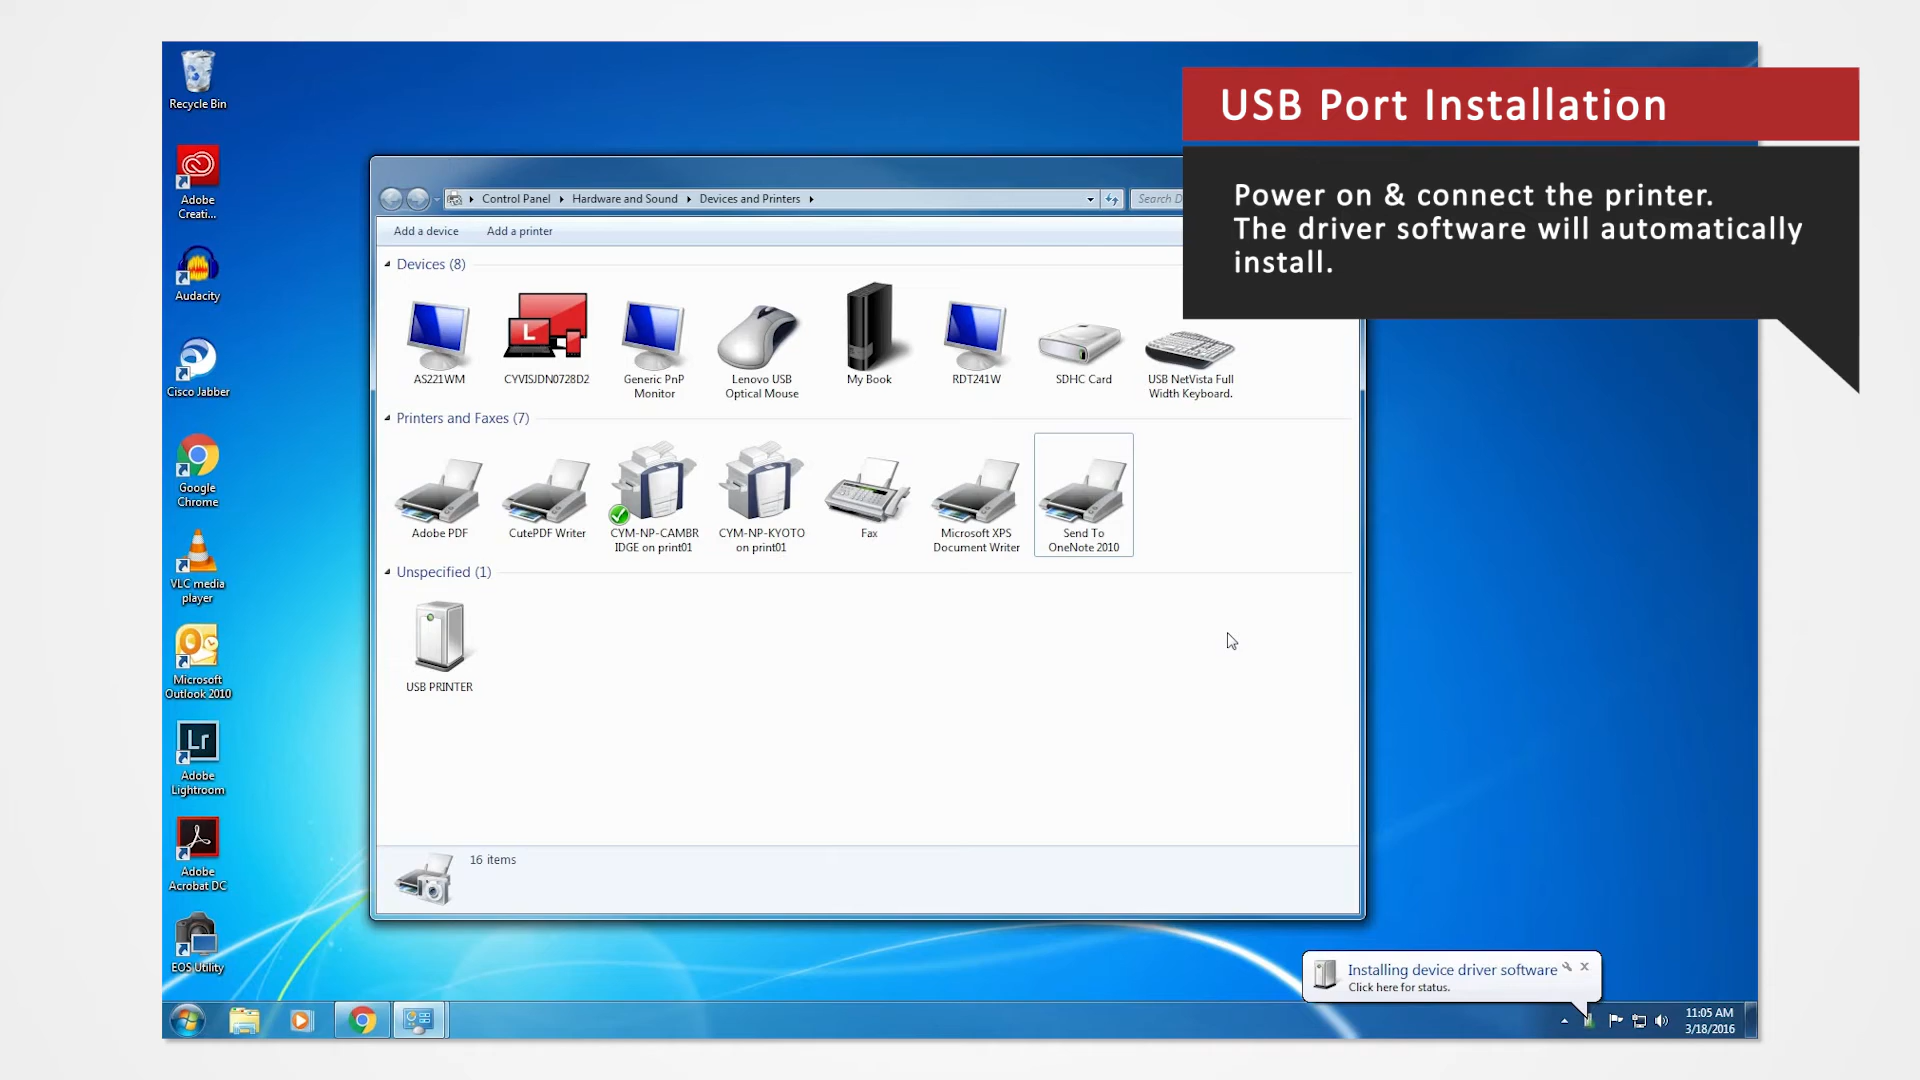 Recycle Bin
Adobe
Creati...
Audacity
Cisco Jabber
Google
Chrome
VLC media
player
Microsoft
Outlook 2010
Lr
Adobe
Lightroom
Adobe
Acrobat DC
EOS Utility
USB Port Installation
Power on & connect the printer.
The driver software will automatically
install.
Control Panel Hardware and Sound Devices and Printers
Search D
Add a device Add a printer
Devices (8)
L
AS221WM
CYVISJDN0728D2
Generic PnP
Monitor
Lenovo USB
Optical Mouse
My Book
RDT241W
SDHC Card
USB NetVista Full
Width Keyboard.
Printers and Faxes (7)
Adobe PDF
CutePDF Writer
CYM-NP-CAMBR
IDGE on print01
CYM-NP-KYOTO
on print01
Fax
Microsoft XPS
Document Writer
Send To
OneNote 2010
Unspecified (1)
USB PRINTER
16 items
Installing device driver software
Click here for status.
11:05 AM
3/18/2016